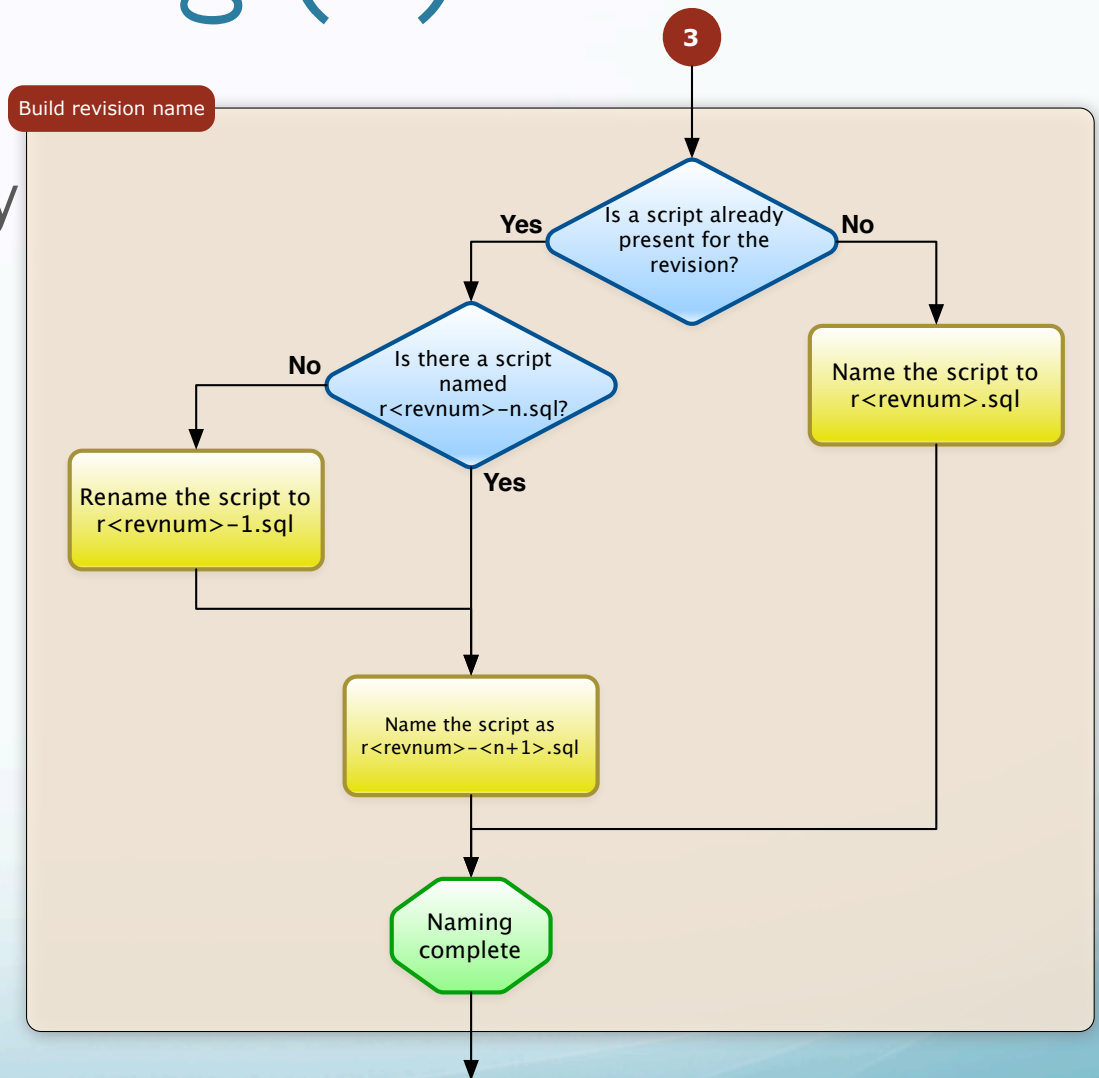 g ( )
3
Build revision name
y
Is a script already
present for the
revision?
Yes
No
Is there a script
named
r<revnum>-n.sql?
No
Yes
Name the script to
r<revnum>.sql
Rename the script to
r<revnum>-1.sql
Name the script as
r<revnum>-<n+1>.sql
Naming
complete